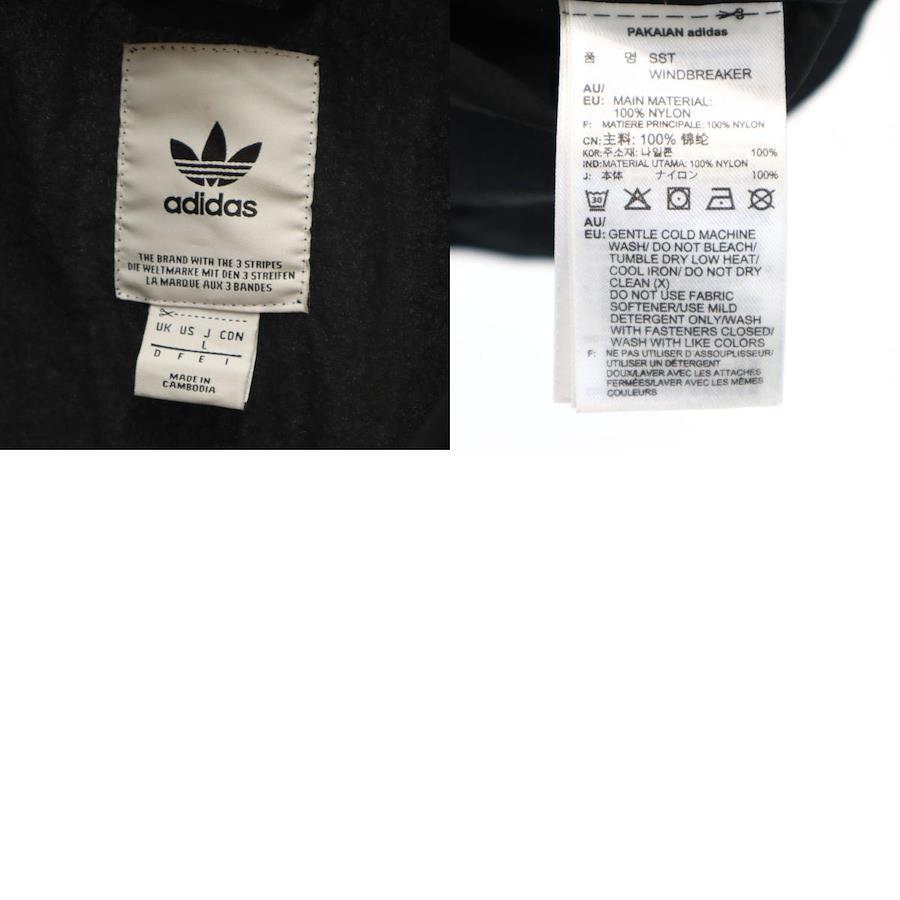 adidas
THE BRAND WITH THE 3 STRIPES
DIE WELTMARKE MIT DEN 3 STREIFEN
LA MARQUE AUX 3 BANDES
UK US J CDN
L
D F E I
MADE IN
CAMBODIA
PAKAIAN adidas
품 명 SST
WINDBREAKER
AU/
EU: MAIN MATERIAL:
100% NYLON
F: MATIÈRE PRINCIPALE: 100% NYLON
CN: 主料: 100% 锦纶
KOR: 주소재: 나일론 100%
IND: MATERIAL UTAMA: 100% NYLON
J: 本体 ナイロン 100%
30
AU/
EU: GENTLE COLD MACHINE
WASH/ DO NOT BLEACH/
TUMBLE DRY LOW HEAT/
COOL IRON/ DO NOT DRY
CLEAN (X)
DO NOT USE FABRIC
SOFTENER/USE MILD
DETERGENT ONLY/WASH
WITH FASTENERS CLOSED/
WASH WITH LIKE COLORS
F: NE PAS UTILISER D'ASSOUPLISSEUR/
UTILISER UN DÉTERGENT
DOUX/LAVER AVEC LES ATTACHES
FERMÉES/LAVER AVEC LES MÊMES
COULEURS